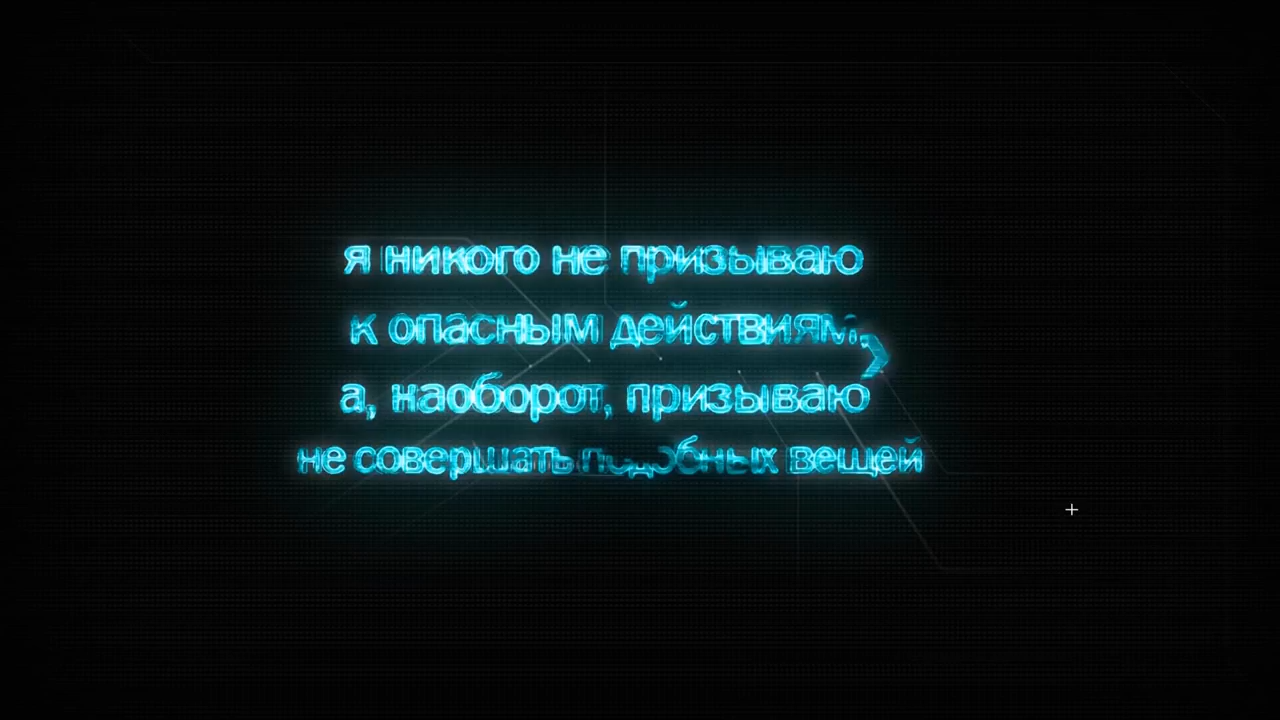 я никого не призываю
к опасным действиям,
а, наоборот, призываю
не совершать подобных вещей